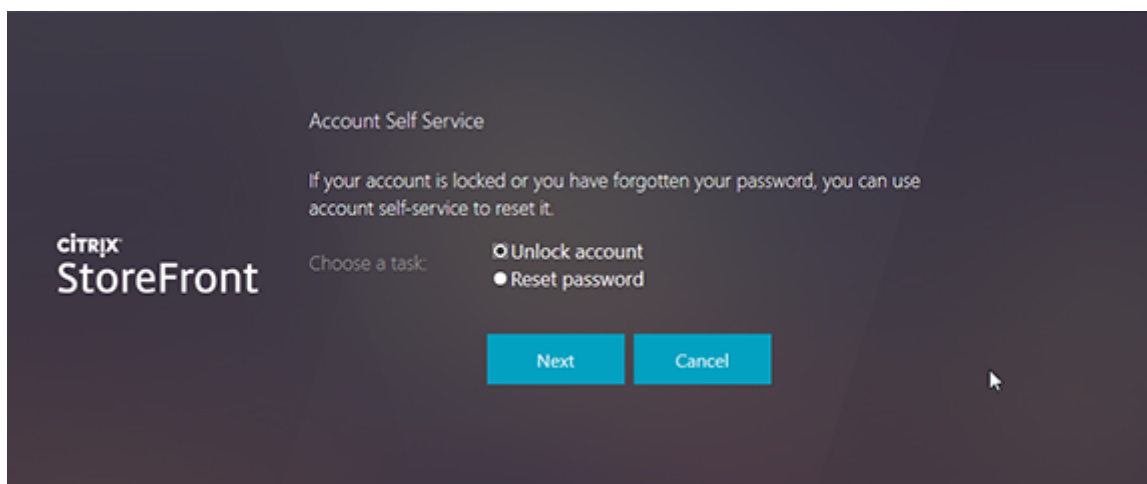 Account Self Service
If your account is locked or you have forgotten your password, you can use
account self-service to reset it.
CITRIX
StoreFront
Choose a task:
Unlock account
Reset password
Next
Cancel